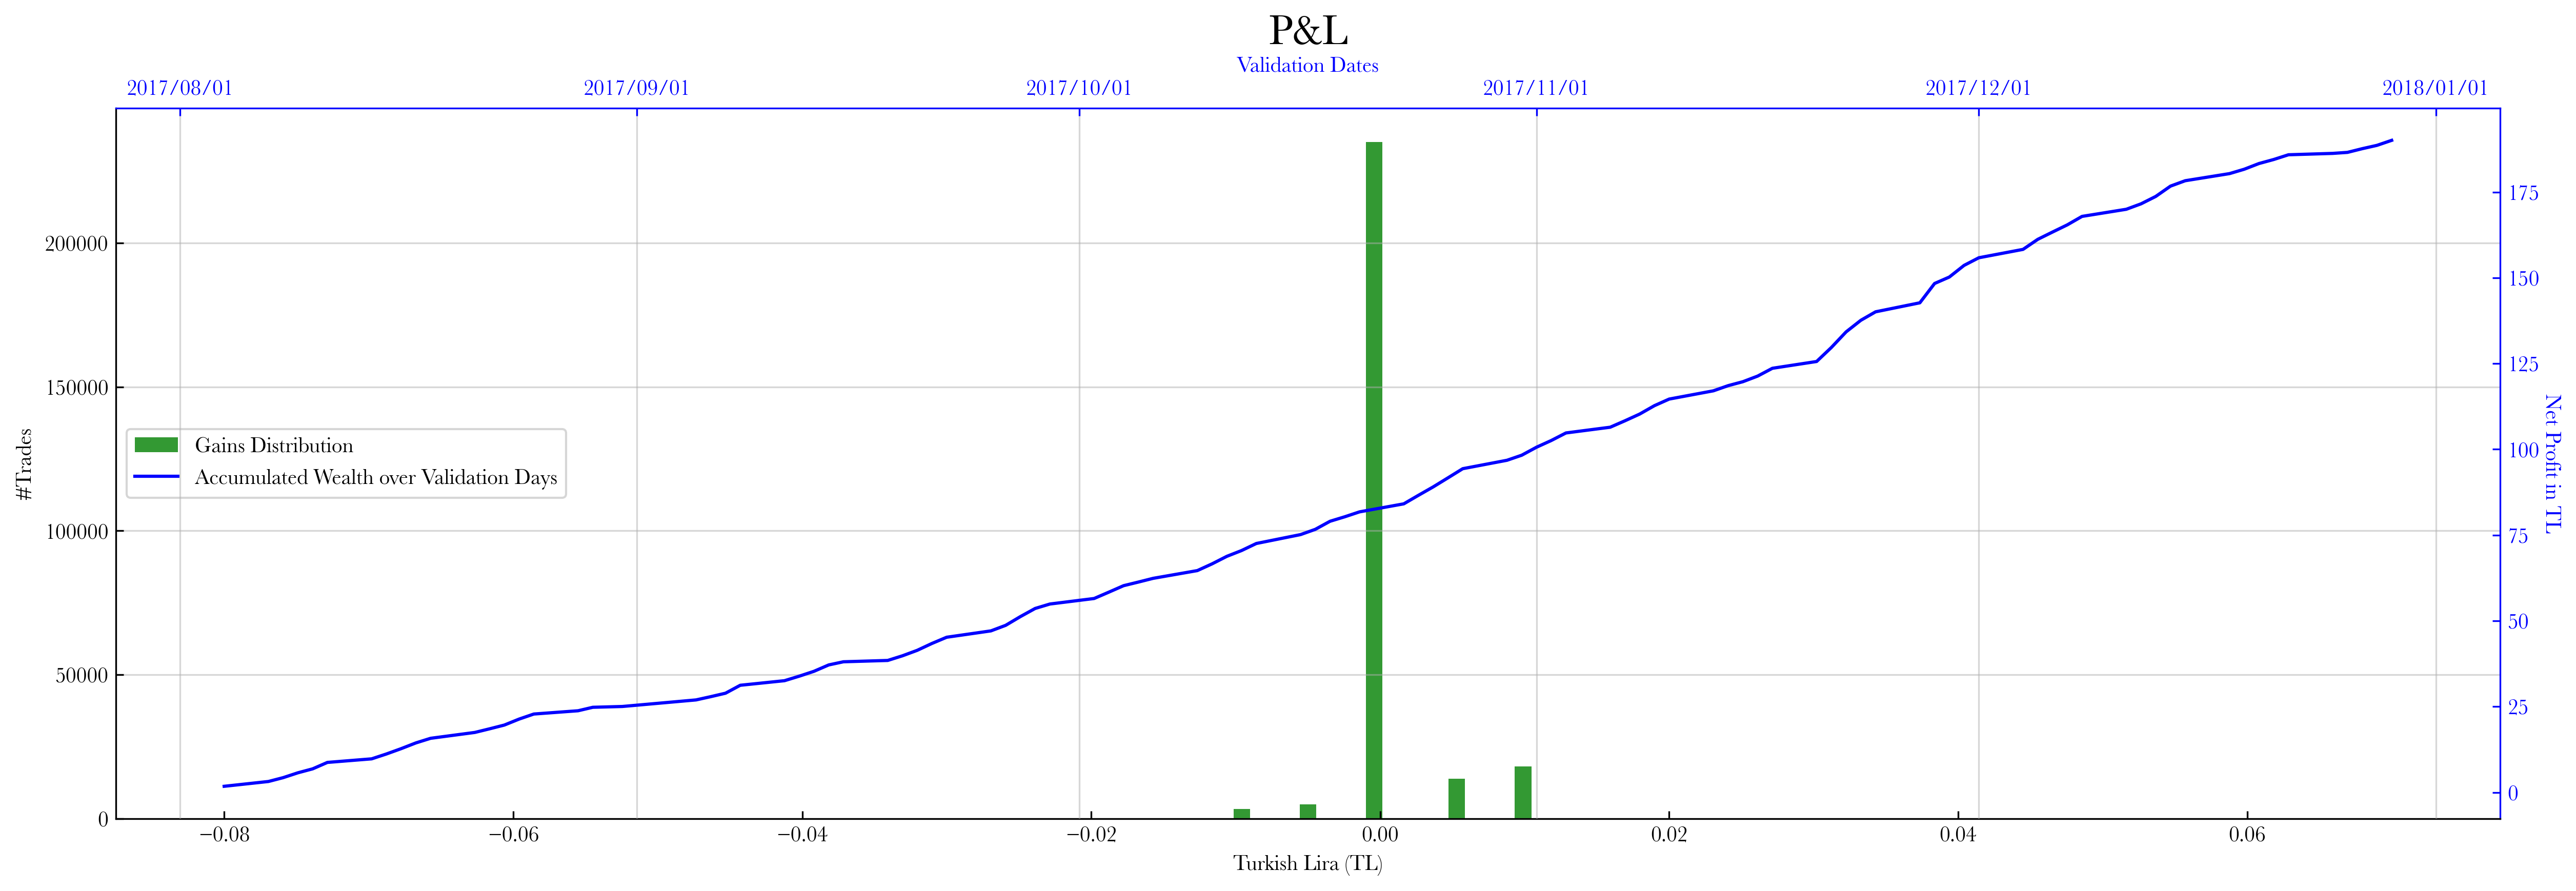 P&L
Validation Dates
2017/08/01 2017/09/01 2017/10/01 2017/11/01 2017/12/01 2018/01/01
200000
150000
100000
50000
0
#Trades
Gains Distribution
Accumulated Wealth over Validation Days
175
150
125
100
75
50
25
0
Net Profit in TL
−0.08 −0.06 −0.04 −0.02 0.00 0.02 0.04 0.06
Turkish Lira (TL)